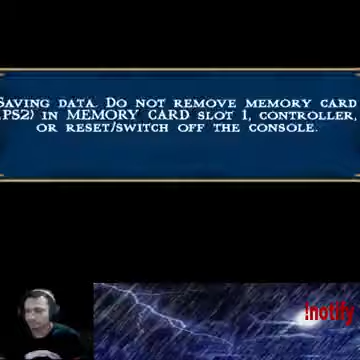 Saving data. Do not remove memory card
PS2) in MEMORY CARD slot 1, controller,
or reset/switch off the console.
!notify